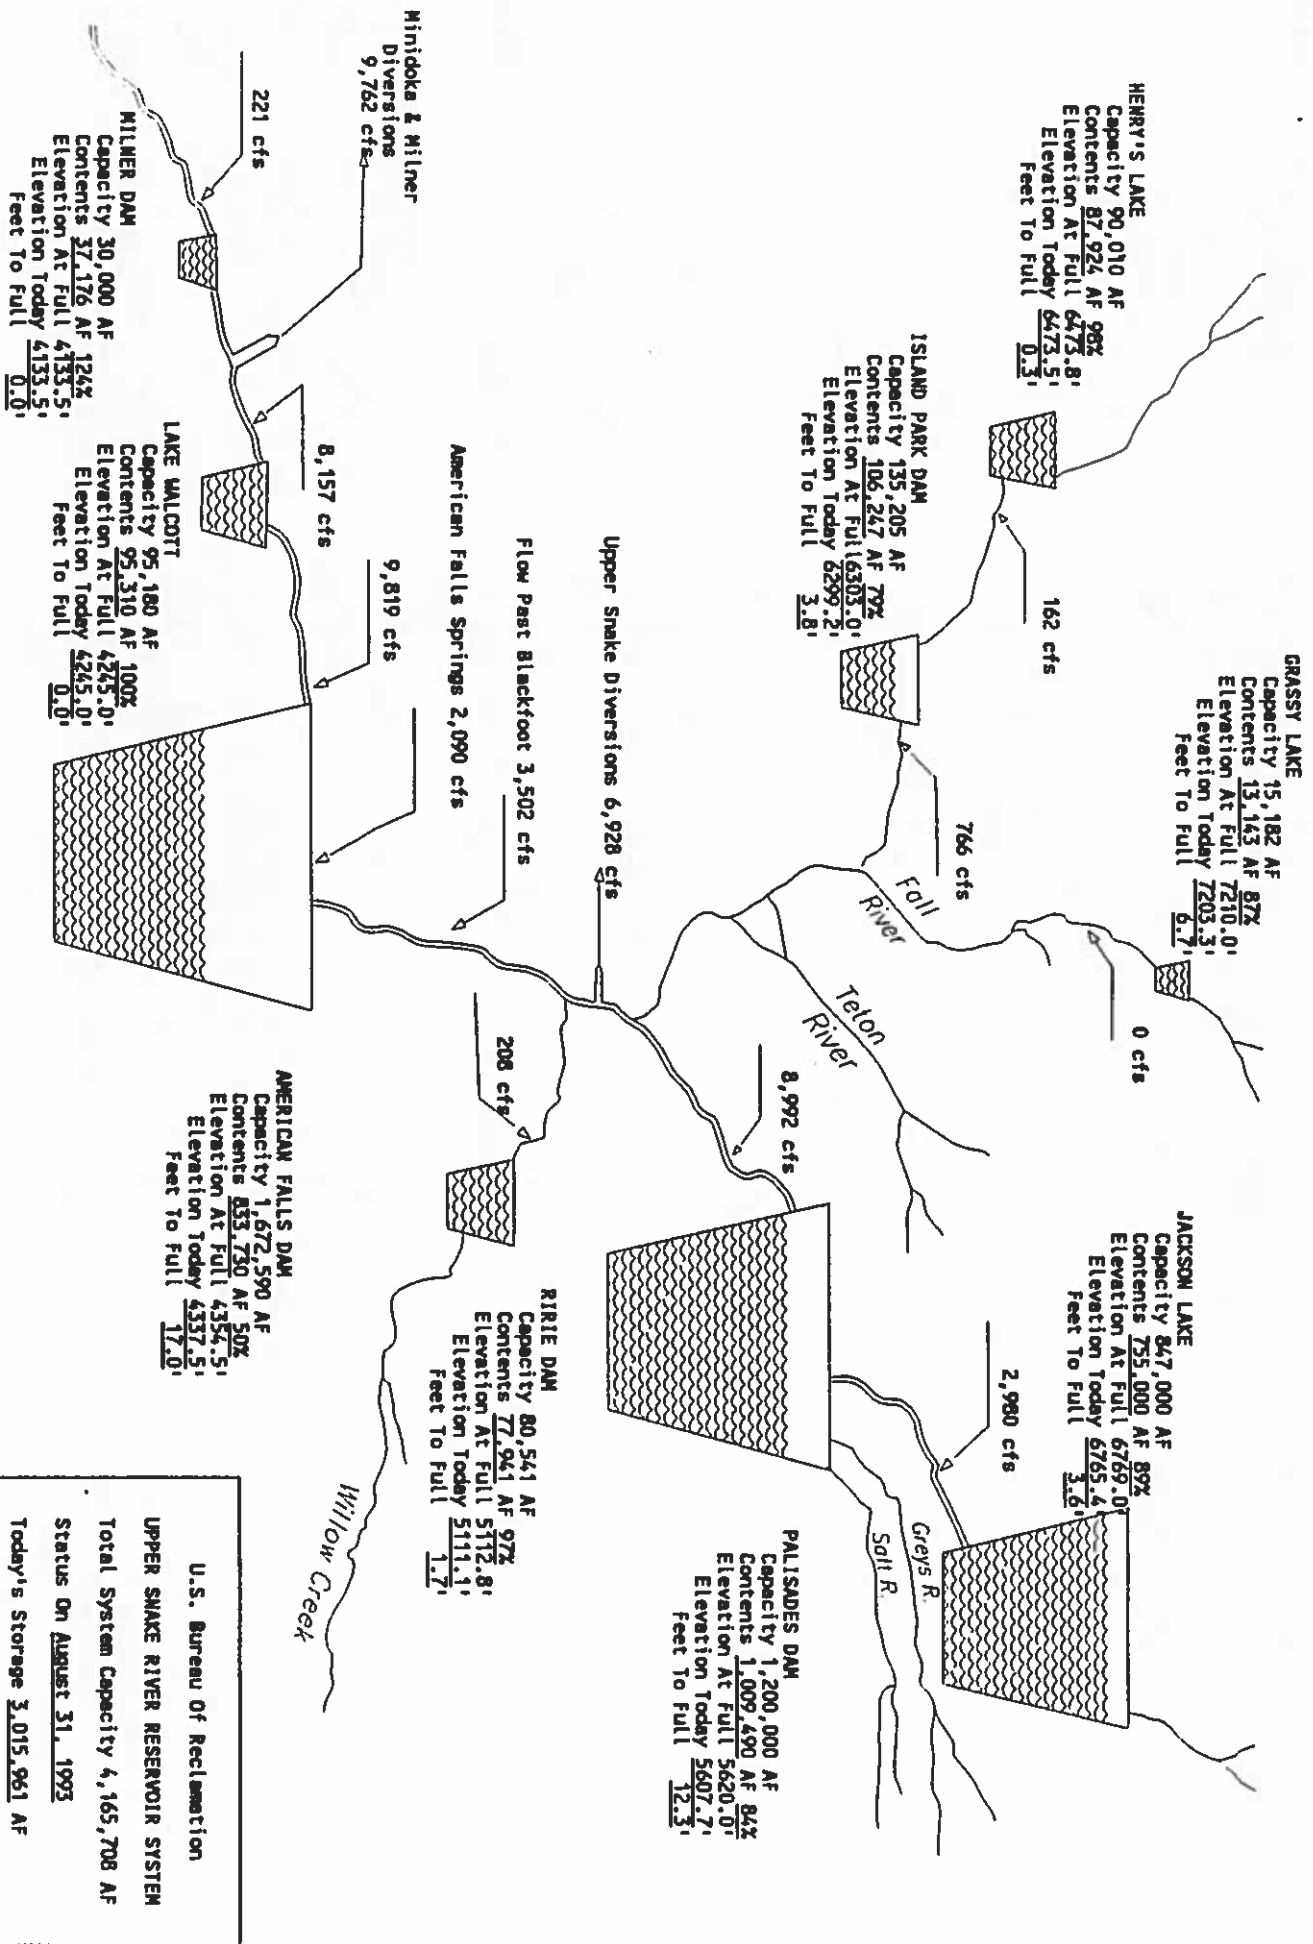 HENRY'S LAKE
Capacity 90,010 AF
Contents 87,924 AF 98%
Elevation At Full 6473.8'
Elevation Today 6473.5'
Feet To Full 0.3'
162 cfs
GRASSY LAKE
Capacity 15,182 AF
Contents 13,143 AF 87%
Elevation At Full 7210.0'
Elevation Today 7203.3'
Feet To Full 6.7'
0 cfs
JACKSON LAKE
Capacity 847,000 AF
Contents 755,000 AF 89%
Elevation At Full 6769.0'
Elevation Today 6765.4'
Feet To Full 3.6'
2,980 cfs
ISLAND PARK DAM
Capacity 135,205 AF
Contents 106,247 AF 79%
Elevation At Full 6303.0'
Elevation Today 6299.2'
Feet To Full 3.8'
766 cfs
Fall
River
Teton
River
8,992 cfs
Greys R.
Salt R.
PALISADES DAM
Capacity 1,200,000 AF
Contents 1,009,490 AF 84%
Elevation At Full 5620.0'
Elevation Today 5607.7'
Feet To Full 12.3'
Upper Snake Diversions 6,928 cfs
Flow Past Blackfoot 3,502 cfs
American Falls Springs 2,090 cfs
208 cfs
RIRIE DAM
Capacity 80,541 AF
Contents 77,941 AF 97%
Elevation At Full 5112.8'
Elevation Today 5111.1'
Feet To Full 1.7'
Willow Creek
Minidoka & Milner
Diversions
9,762 cfs
221 cfs
8,157 cfs
9,819 cfs
MILNER DAM
Capacity 30,000 AF
Contents 37,176 AF 124%
Elevation At Full 4133.5'
Elevation Today 4133.5'
Feet To Full 0.0'
LAKE WALCOTT
Capacity 95,180 AF
Contents 95,310 AF 100%
Elevation At Full 4245.0'
Elevation Today 4245.0'
Feet To Full 0.0'
AMERICAN FALLS DAM
Capacity 1,672,590 AF
Contents 833,730 AF 50%
Elevation At Full 4354.5'
Elevation Today 4337.5'
Feet To Full 17.0'
U.S. Bureau Of Reclamation
UPPER SNAKE RIVER RESERVOIR SYSTEM
Total System Capacity 4,165,708 AF
Status On August 31, 1993
Today's Storage 3,015,961 AF